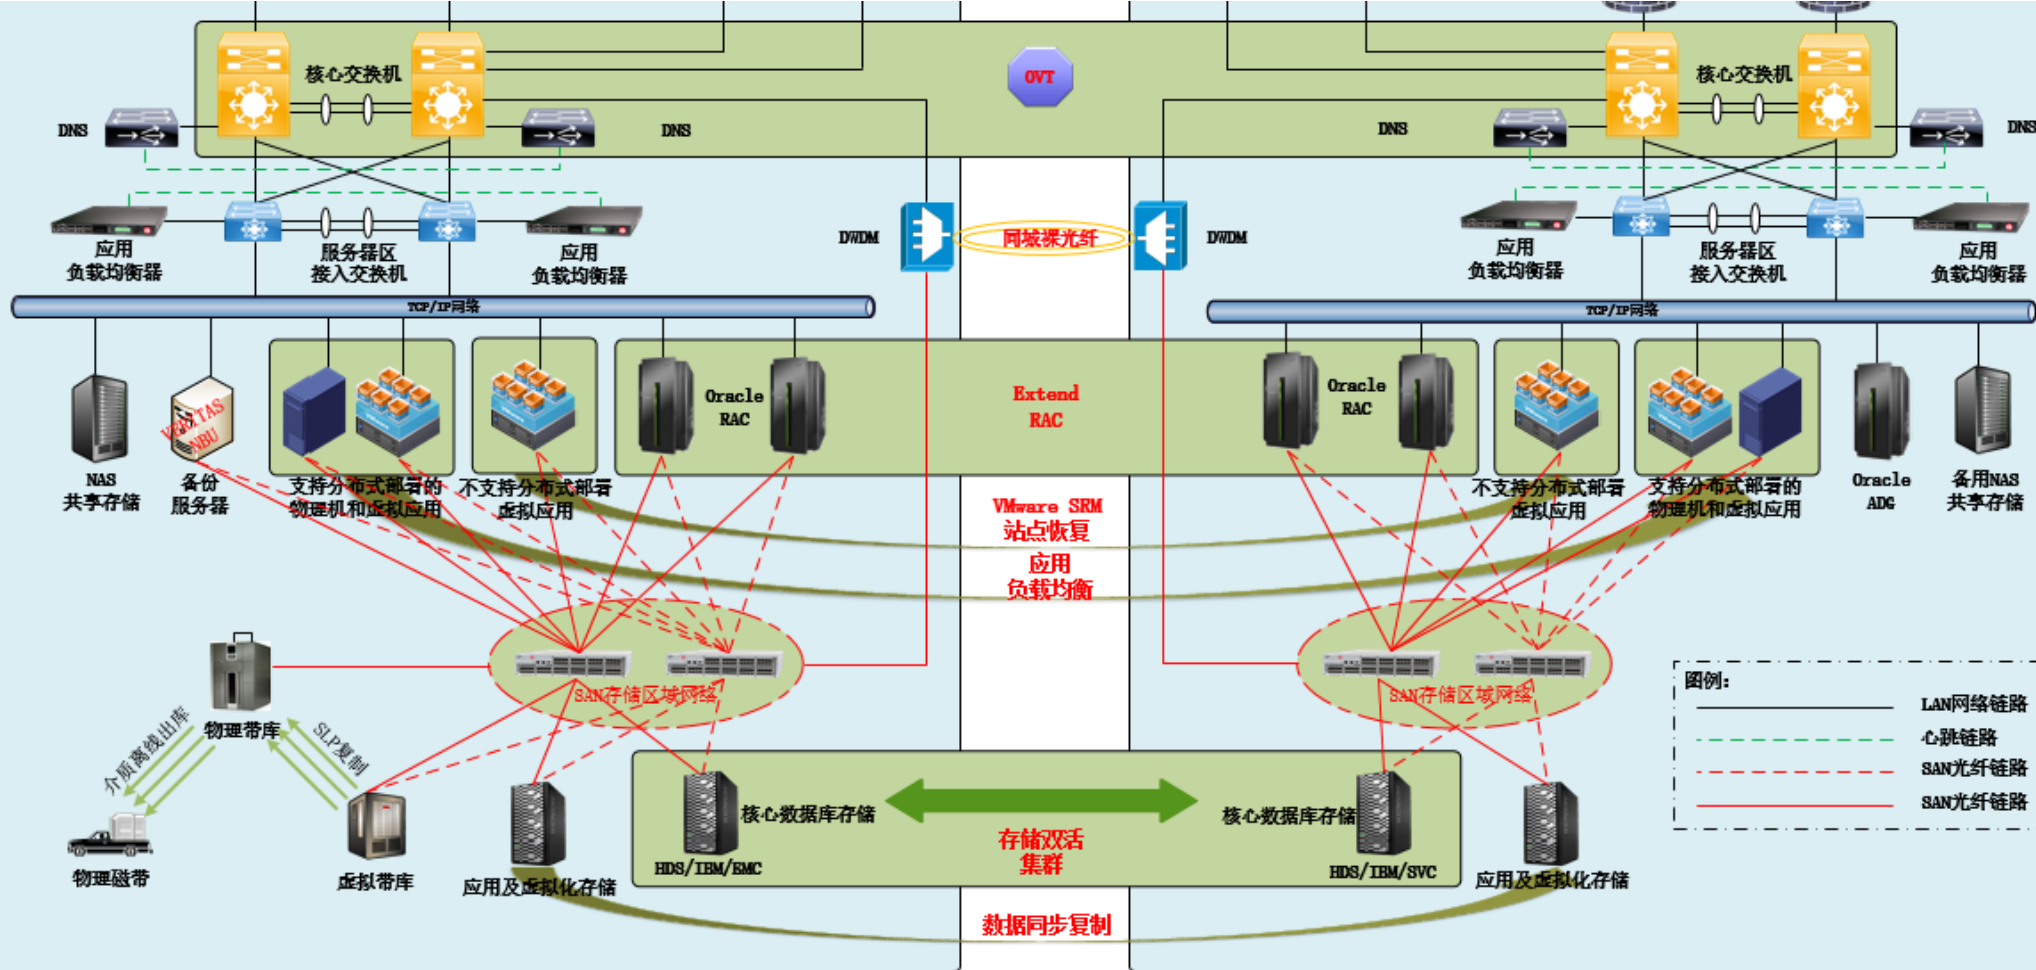 核心交换机
OVT
核心交换机
DNS
DNS
DNS
DNS
应用
负载均衡器
服务器区
接入交换机
应用
负载均衡器
DWDM
同城裸光纤
DWDM
应用
负载均衡器
服务器区
接入交换机
应用
负载均衡器
TCP/IP网络
TCP/IP网络
Oracle
RAC
Extend
RAC
Oracle
RAC
VERITAS
NBU
NAS
共享存储
备份
服务器
支持分布式部署的
物理机和虚拟应用
不支持分布式部署
虚拟应用
VMware SRM
站点恢复
应用
负载均衡
不支持分布式部署
虚拟应用
支持分布式部署的
物理机和虚拟应用
Oracle
ADG
备用NAS
共享存储
SAN存储区域网络
SAN存储区域网络
物理带库
介质离线出库
SLP复制
物理磁带
虚拟带库
应用及虚拟化存储
核心数据库存储
HDS/IBM/EMC
存储双活
集群
核心数据库存储
HDS/IBM/SVC
应用及虚拟化存储
数据同步复制
图例：
LAN网络链路
心跳链路
SAN光纤链路
SAN光纤链路